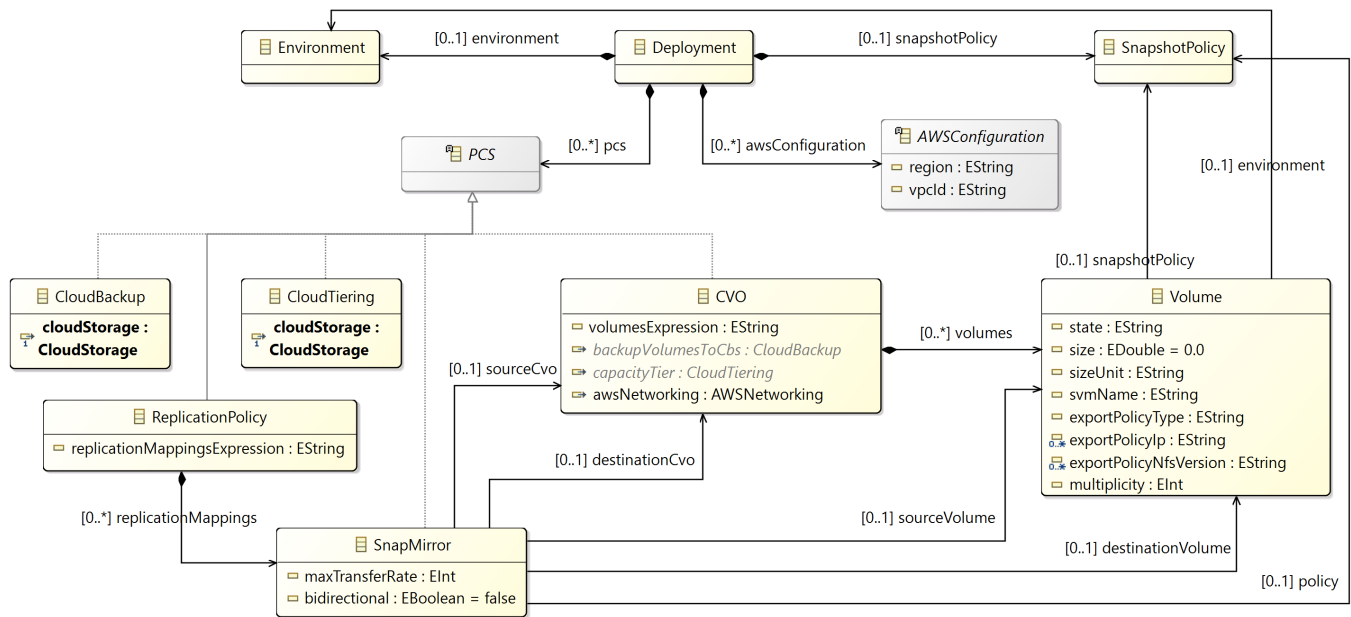 Environment
[0..1] environment
Deployment
[0..1] snapshotPolicy
SnapshotPolicy
PCS
[0..*] pcs
[0..*] awsConfiguration
AWSConfiguration
region : EString
vpcId : EString
[0..1] environment
[0..1] snapshotPolicy
CloudBackup
cloudStorage :
CloudStorage
CloudTiering
cloudStorage :
CloudStorage
CVO
volumesExpression : EString
backupVolumesToCbs : CloudBackup
capacityTier : CloudTiering
awsNetworking : AWSNetworking
[0..*] volumes
Volume
state : EString
size : EDouble = 0.0
sizeUnit : EString
svmName : EString
exportPolicyType : EString
0..* exportPolicyIp : EString
0..* exportPolicyNfsVersion : EString
multiplicity : EInt
[0..1] sourceCvo
ReplicationPolicy
replicationMappingsExpression : EString
[0..1] destinationCvo
[0..*] replicationMappings
[0..1] sourceVolume
SnapMirror
maxTransferRate : EInt
bidirectional : EBoolean = false
[0..1] destinationVolume
[0..1] policy